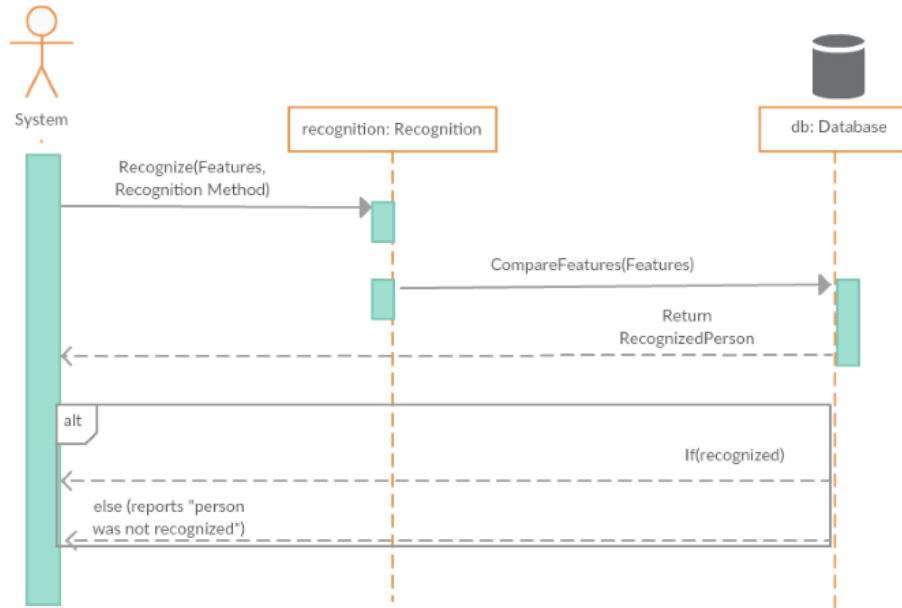 System
recognition: Recognition
db: Database
Recognize(Features,
Recognition Method)
CompareFeatures(Features)
Return
RecognizedPerson
alt
If(recognized)
else (reports "person
was not recognized")